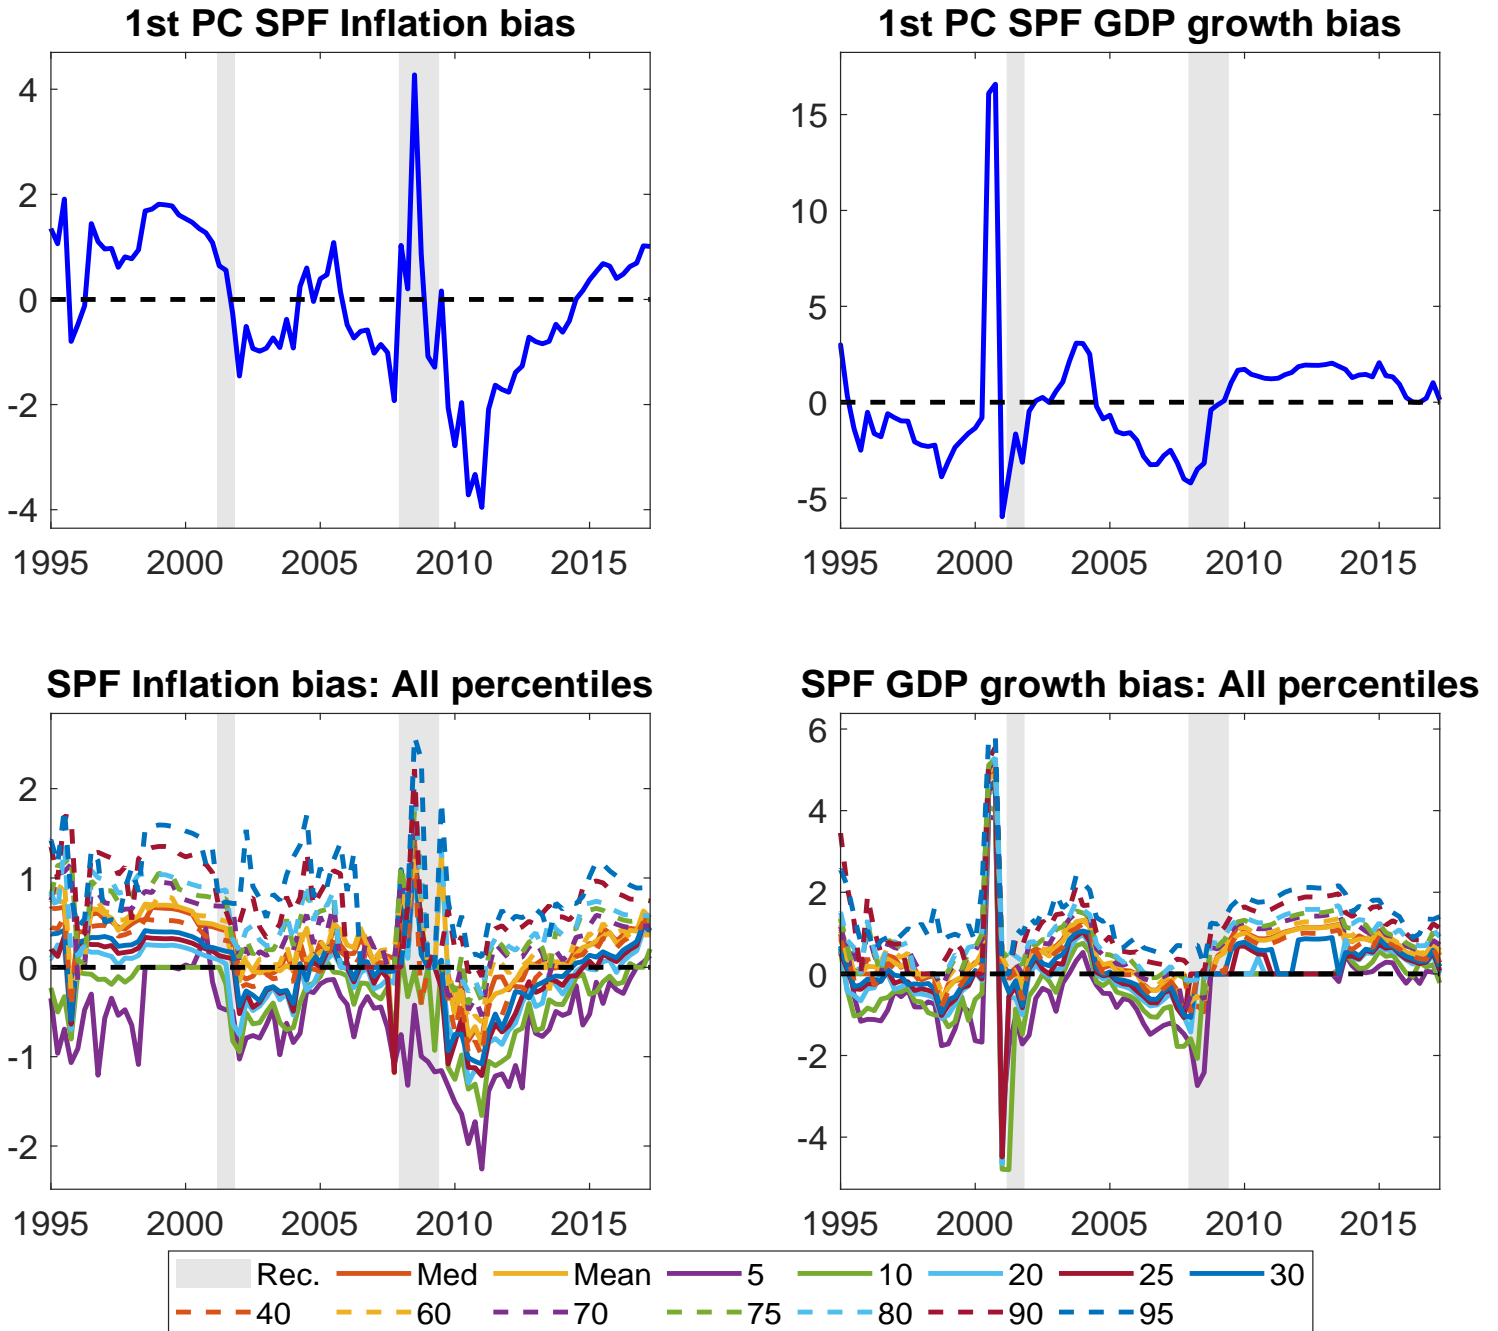 1st PC SPF Inflation bias
4
2
0
-2
-4
1995 2000 2005 2010 2015
1st PC SPF GDP growth bias
15
10
5
0
-5
1995 2000 2005 2010 2015
SPF Inflation bias: All percentiles
2
1
0
-1
-2
1995 2000 2005 2010 2015
SPF GDP growth bias: All percentiles
6
4
2
0
-2
-4
1995 2000 2005 2010 2015
Rec. Med Mean 5 10 20 25 30
40 60 70 75 80 90 95